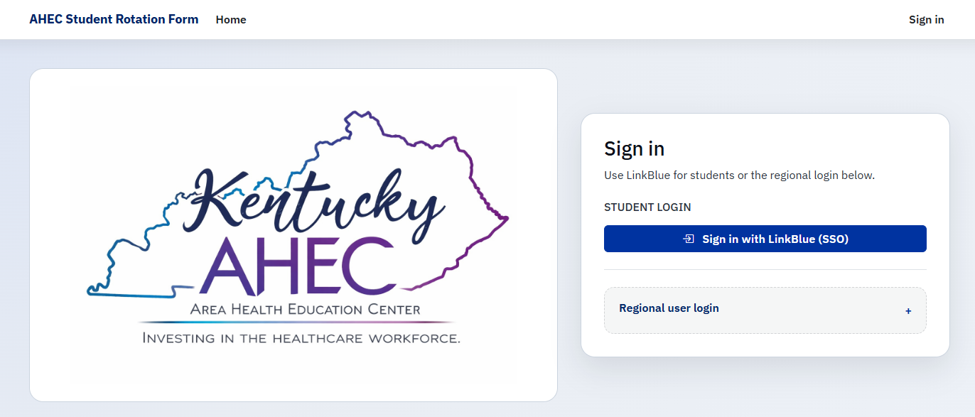 AHEC Student Rotation Form Home Sign in
Kentucky
AHEC
AREA HEALTH EDUCATION CENTER
INVESTING IN THE HEALTHCARE WORKFORCE.
Sign in
Use LinkBlue for students or the regional login below.
STUDENT LOGIN
Sign in with LinkBlue (SSO)
Regional user login +